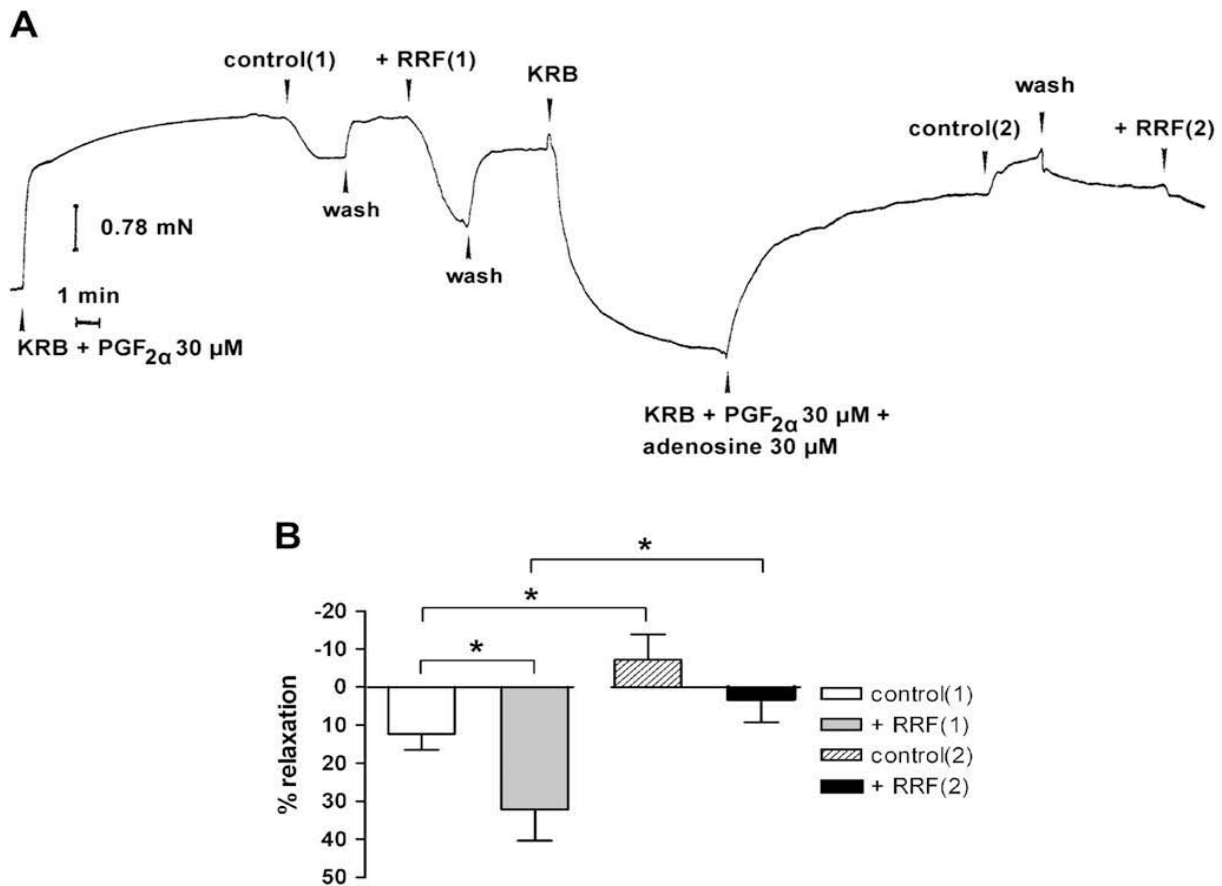 A
control(1)
+ RRF(1)
KRB
wash
control(2)
+ RRF(2)
wash
0.78 mN
wash
1 min
KRB + PGF2α 30 µM
KRB + PGF2α 30 µM +
adenosine 30 µM
B
*
*
*
-20
-10
0
10
20
30
40
50
% relaxation
control(1)
+ RRF(1)
control(2)
+ RRF(2)